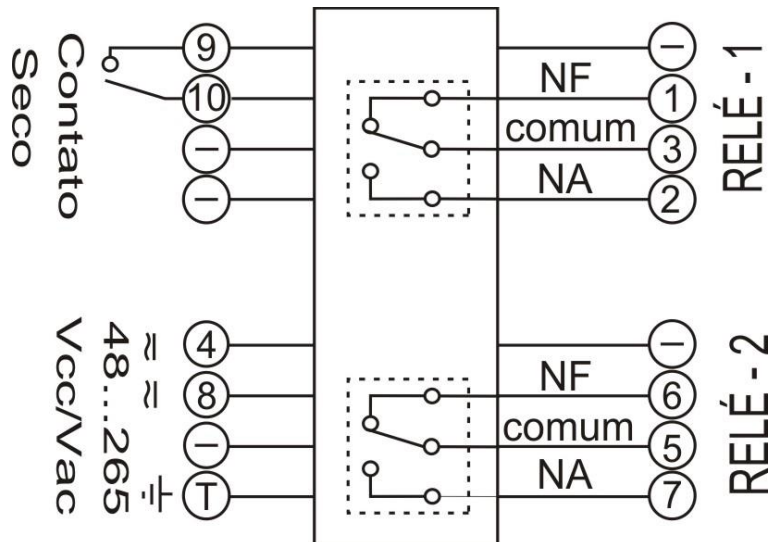 Contato
Seco
9
10
–
–
–
NF
1
comum
3
NA
2
RELÉ - 1
48...265
Vcc/Vac
≈ 4
≈ 8
–
T
–
NF
6
comum
5
NA
7
RELÉ - 2